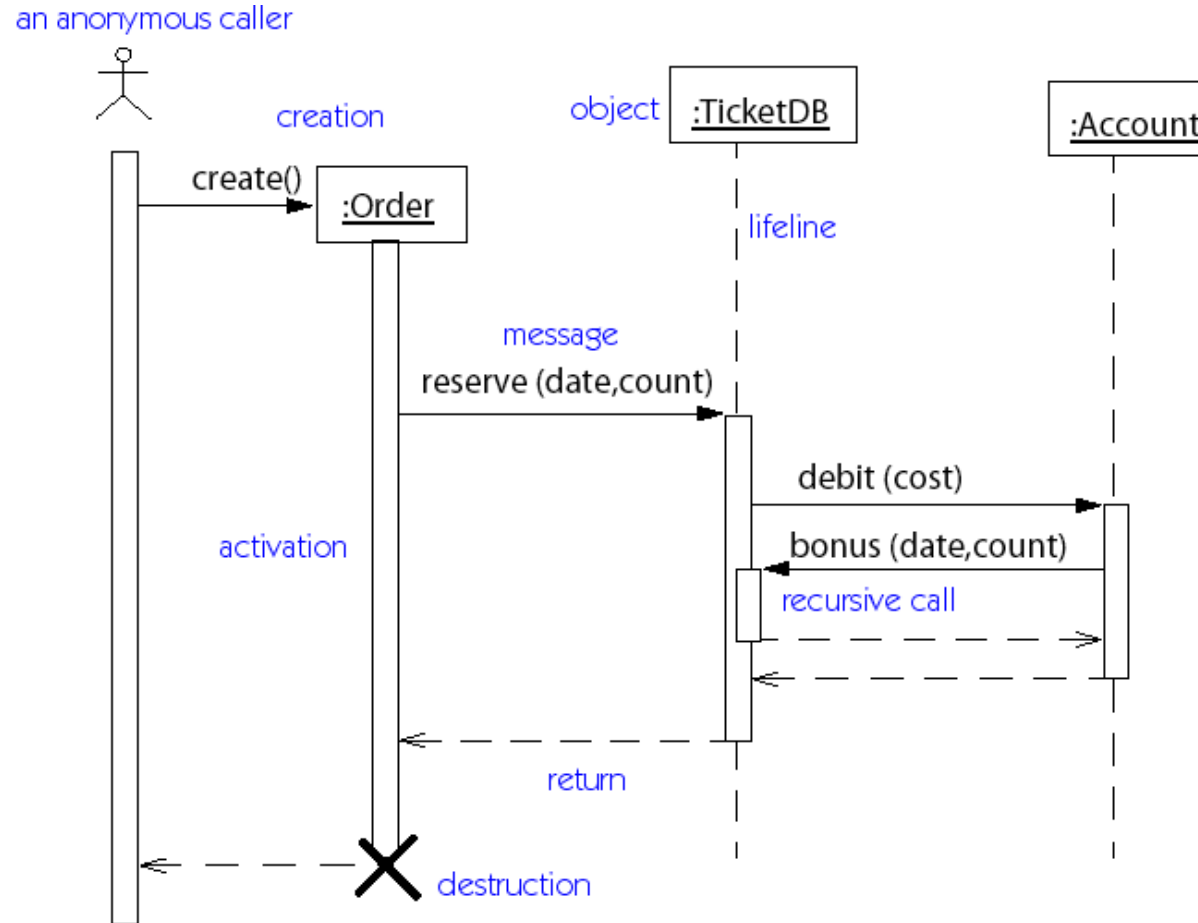 an anonymous caller
creation
object
:TicketDB
:Account
create()
:Order
lifeline
message
reserve (date,count)
debit (cost)
activation
bonus (date,count)
recursive call
return
destruction